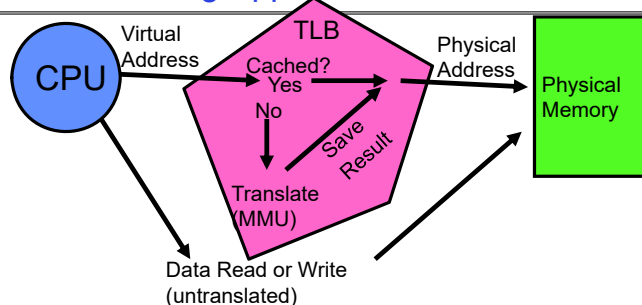 TLB
Virtual
Address
CPU
Cached?
Yes
No
Save
Result
Translate
(MMU)
Physical
Address
Physical
Memory
Data Read or Write
(untranslated)